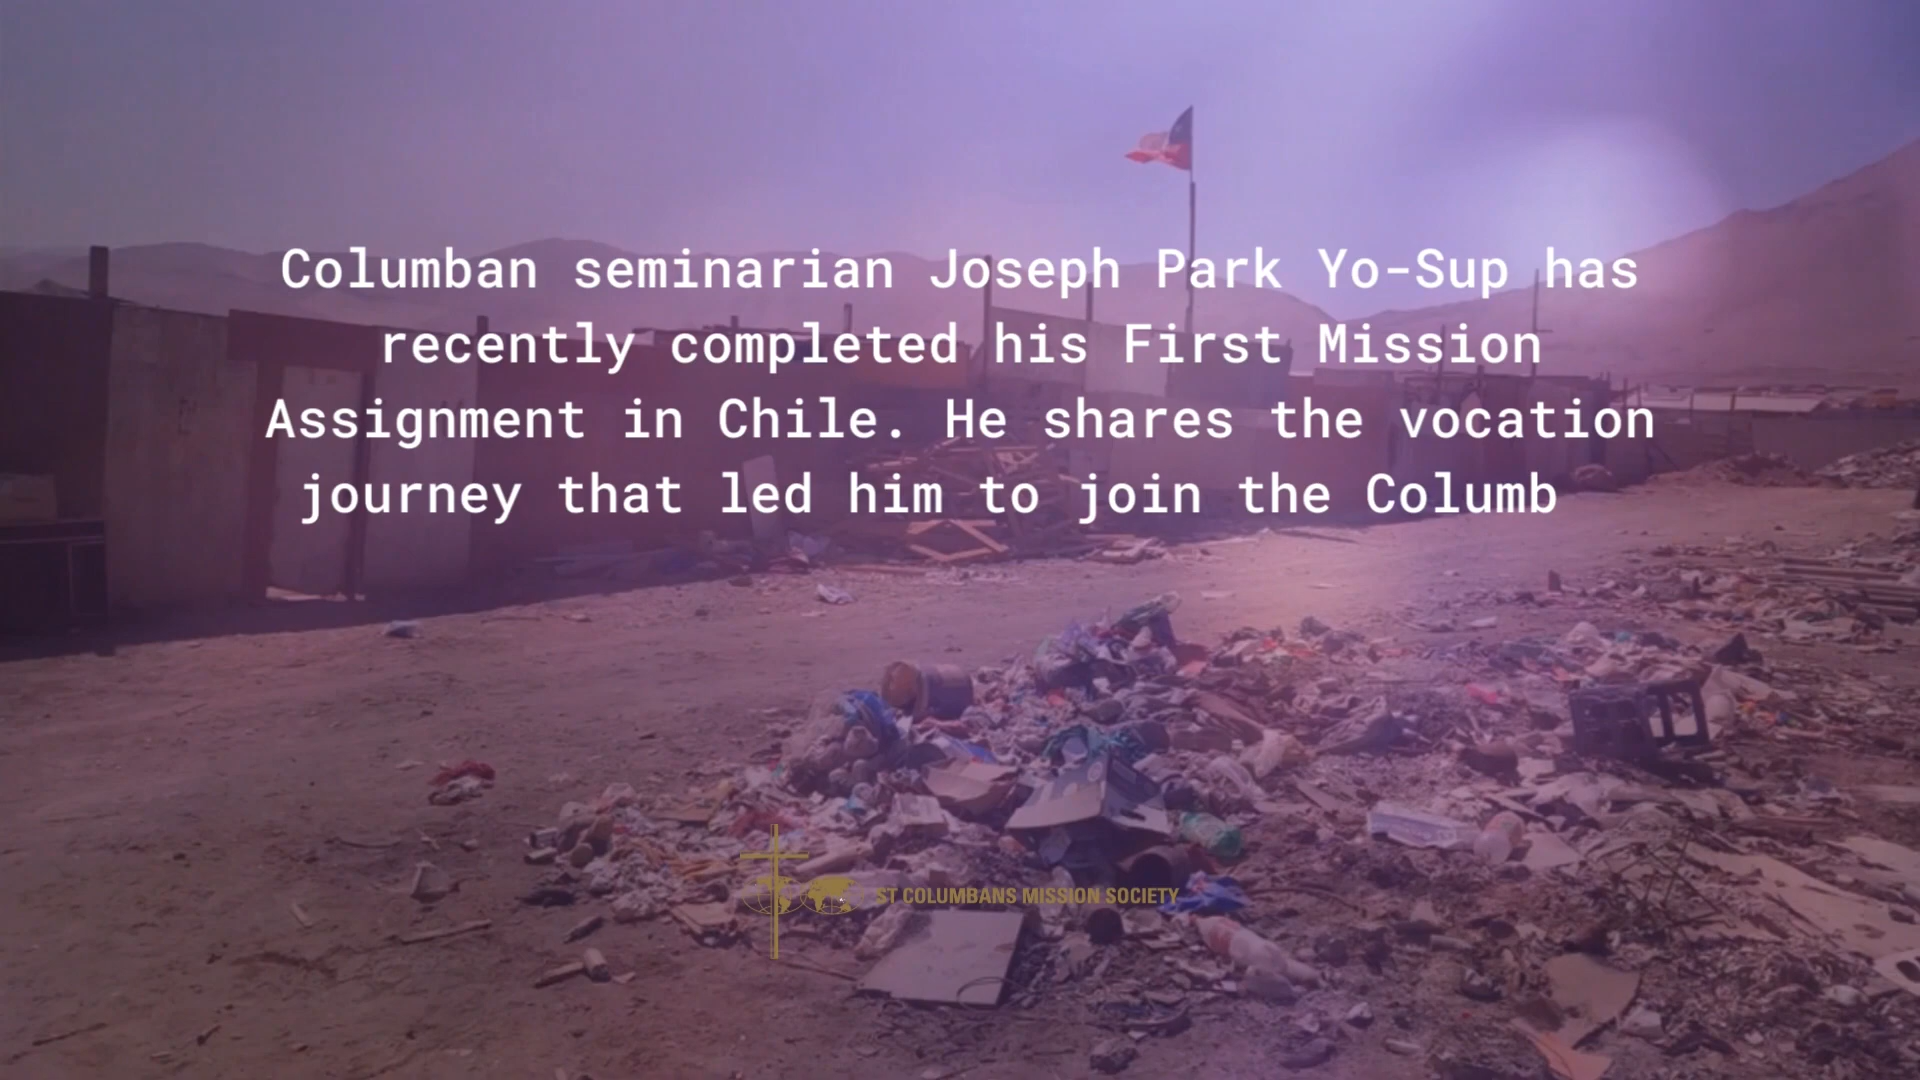 Columban seminarian Joseph Park Yo-Sup has
recently completed his First Mission
Assignment in Chile. He shares the vocation
journey that led him to join the Columb
ST COLUMBANS MISSION SOCIETY